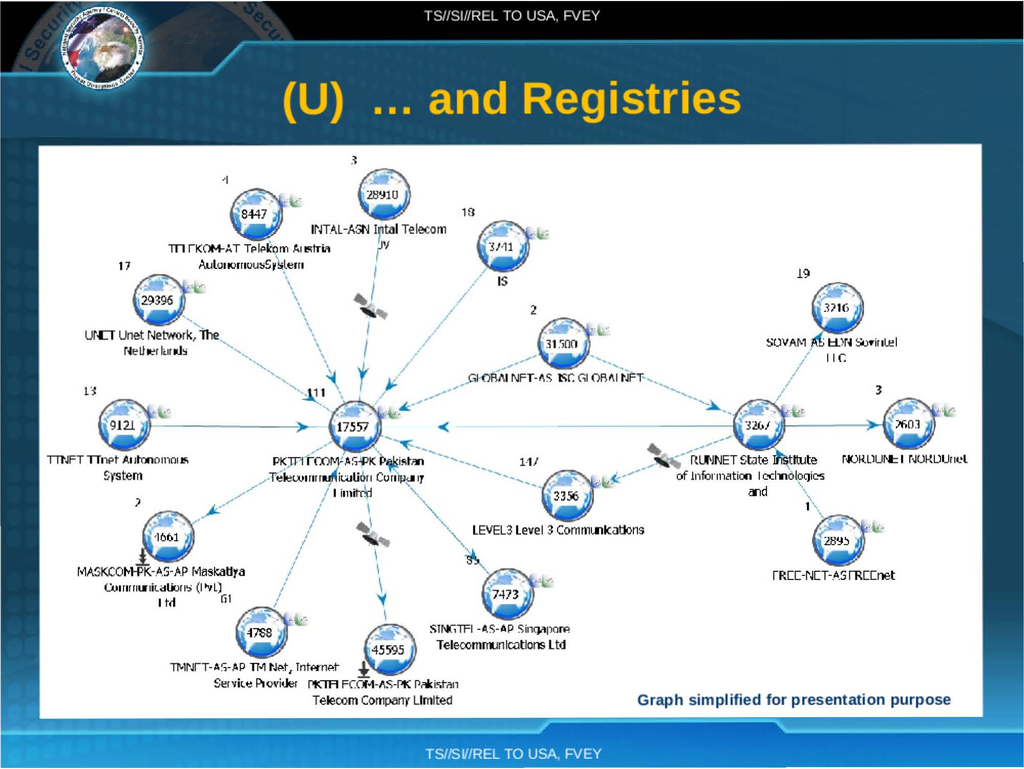 TS//SI//REL TO USA, FVEY
(U) … and Registries
3
28910
INTAL-ASN Intal Telecom
JV
4
8447
TELEKOM-AT Telekom Austria
AutonomousSystem
18
3741
IS
17
29396
UNET Unet Network, The
Netherlands
2
31500
GLOBALNET-AS JSC GLOBALNET
19
3216
SOVAM-AS EDN Sovintel
LLC
13
9121
TTNET TTnet Autonomous
System
111
17557
PKTELECOM-AS-PK Pakistan
Telecommunication Company
Limited
3267
RUNNET State Institute
of Information Technologies
and
3
2603
NORDUNET NORDUnet
147
3356
LEVEL3 Level 3 Communications
2
4661
MASKCOM-PK-AS-AP Maskatiya
Communications (Pvt.)
Ltd
1
2895
FREE-NET-AS FREEnet
85
7473
SINGTEL-AS-AP Singapore
Telecommunications Ltd
61
4788
TMNET-AS-AP TM Net, Internet
Service Provider
45595
PKTELECOM-AS-PK Pakistan
Telecom Company Limited
Graph simplified for presentation purpose
TS//SI//REL TO USA, FVEY